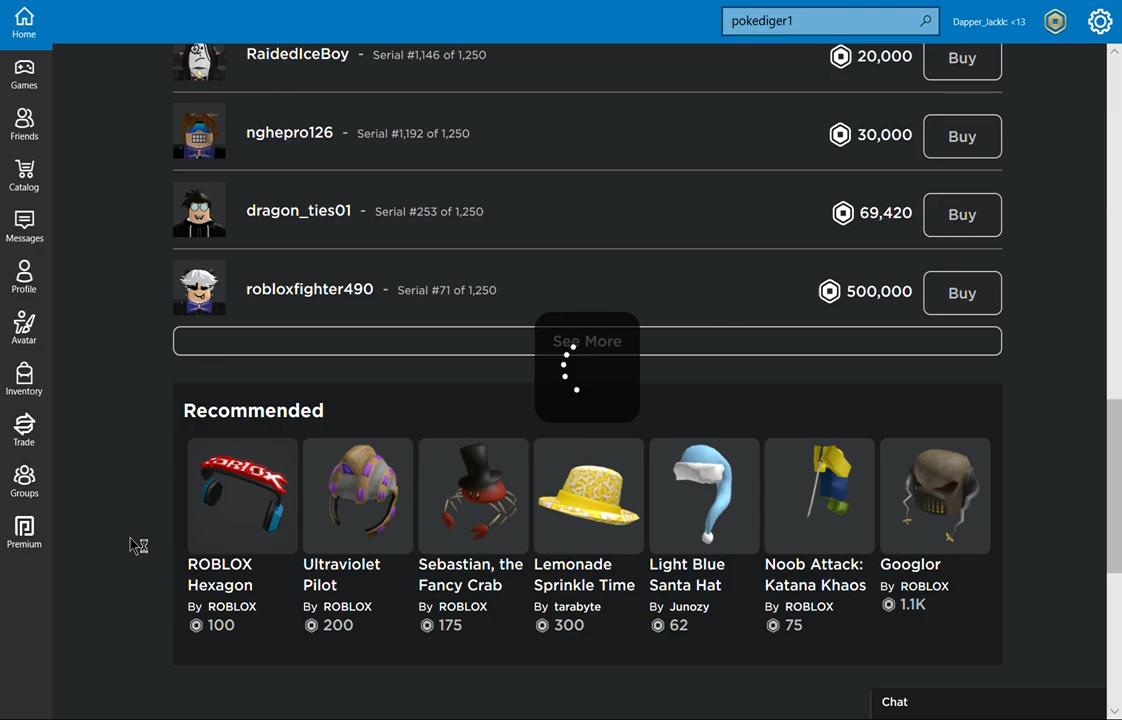 Home
pokediger1
Dapper_Jackk: <13
Games
Friends
Catalog
Messages
Profile
Avatar
Inventory
Trade
Groups
Premium
RaidedIceBoy - Serial #1,146 of 1,250
20,000
Buy
nghepro126 - Serial #1,192 of 1,250
30,000
Buy
dragon_ties01 - Serial #253 of 1,250
69,420
Buy
robloxfighter490 - Serial #71 of 1,250
500,000
Buy
See More
Recommended
ROBLOX
ROBLOX
Hexagon
By ROBLOX
100
Ultraviolet
Pilot
By ROBLOX
200
Sebastian, the
Fancy Crab
By ROBLOX
175
Lemonade
Sprinkle Time
By tarabyte
300
Light Blue
Santa Hat
By Junozy
62
Noob Attack:
Katana Khaos
By ROBLOX
75
Googlor
By ROBLOX
1.1K
Chat